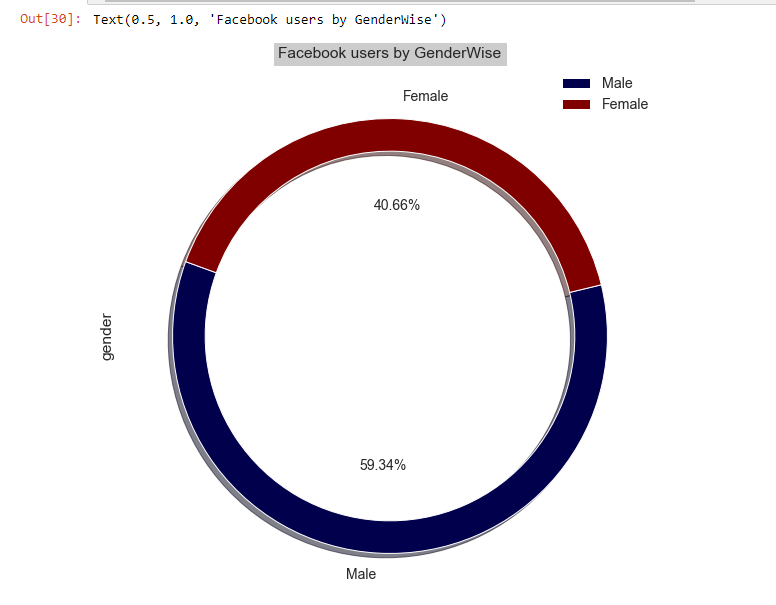 Out[30]: Text(0.5, 1.0, 'Facebook users by GenderWise')
Facebook users by GenderWise
Male
Female
Female
40.66%
gender
59.34%
Male